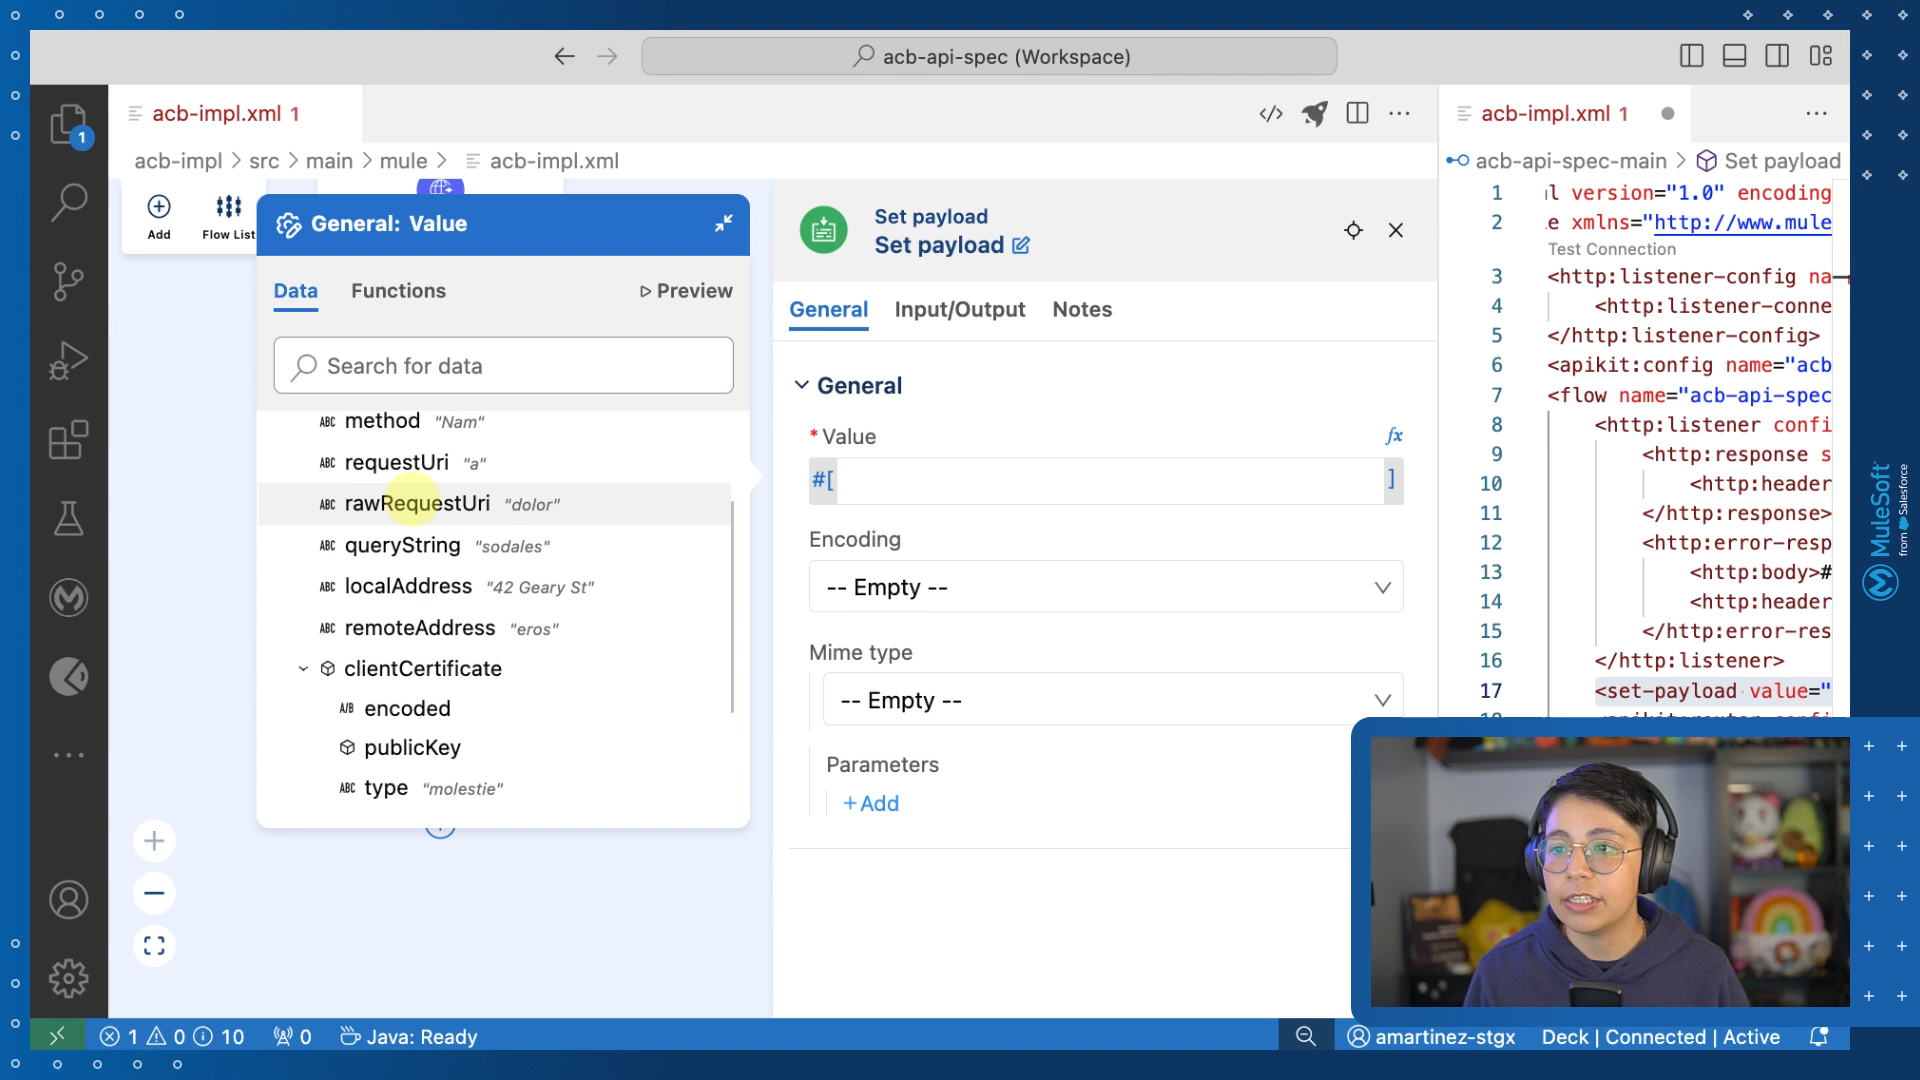 acb-api-spec (Workspace)
acb-impl.xml 1
acb-impl.xml 1
acb-impl > src > main > mule > acb-impl.xml
acb-api-spec-main > Set payload
1
Add
Flow List
General: Value
Data
Functions
Preview
Search for data
ABC method "Nam"
ABC requestUri "a"
ABC rawRequestUri "dolor"
ABC queryString "sodales"
ABC localAddress "42 Geary St"
ABC remoteAddress "eros"
clientCertificate
A/B encoded
publicKey
ABC type "molestie"
Set payload
Set payload
General
Input/Output
Notes
General
* Value
fx
#[
]
Encoding
-- Empty --
Mime type
-- Empty --
Parameters
+Add
1 version="1.0" encoding
2 e xmlns="http://www.mule
Test Connection
3 <http:listener-config na
4 <http:listener-conne
5 </http:listener-config>
6 <apikit:config name="acb
7 <flow name="acb-api-spec
8 <http:listener confi
9 <http:response s
10 <http:header
11 </http:response>
12 <http:error-resp
13 <http:body>#
14 <http:header
15 </http:error-res
16 </http:listener>
17 <set-payload value="
MuleSoft
from Salesforce
1 0 10
0
Java: Ready
amartinez-stgx
Deck | Connected | Active